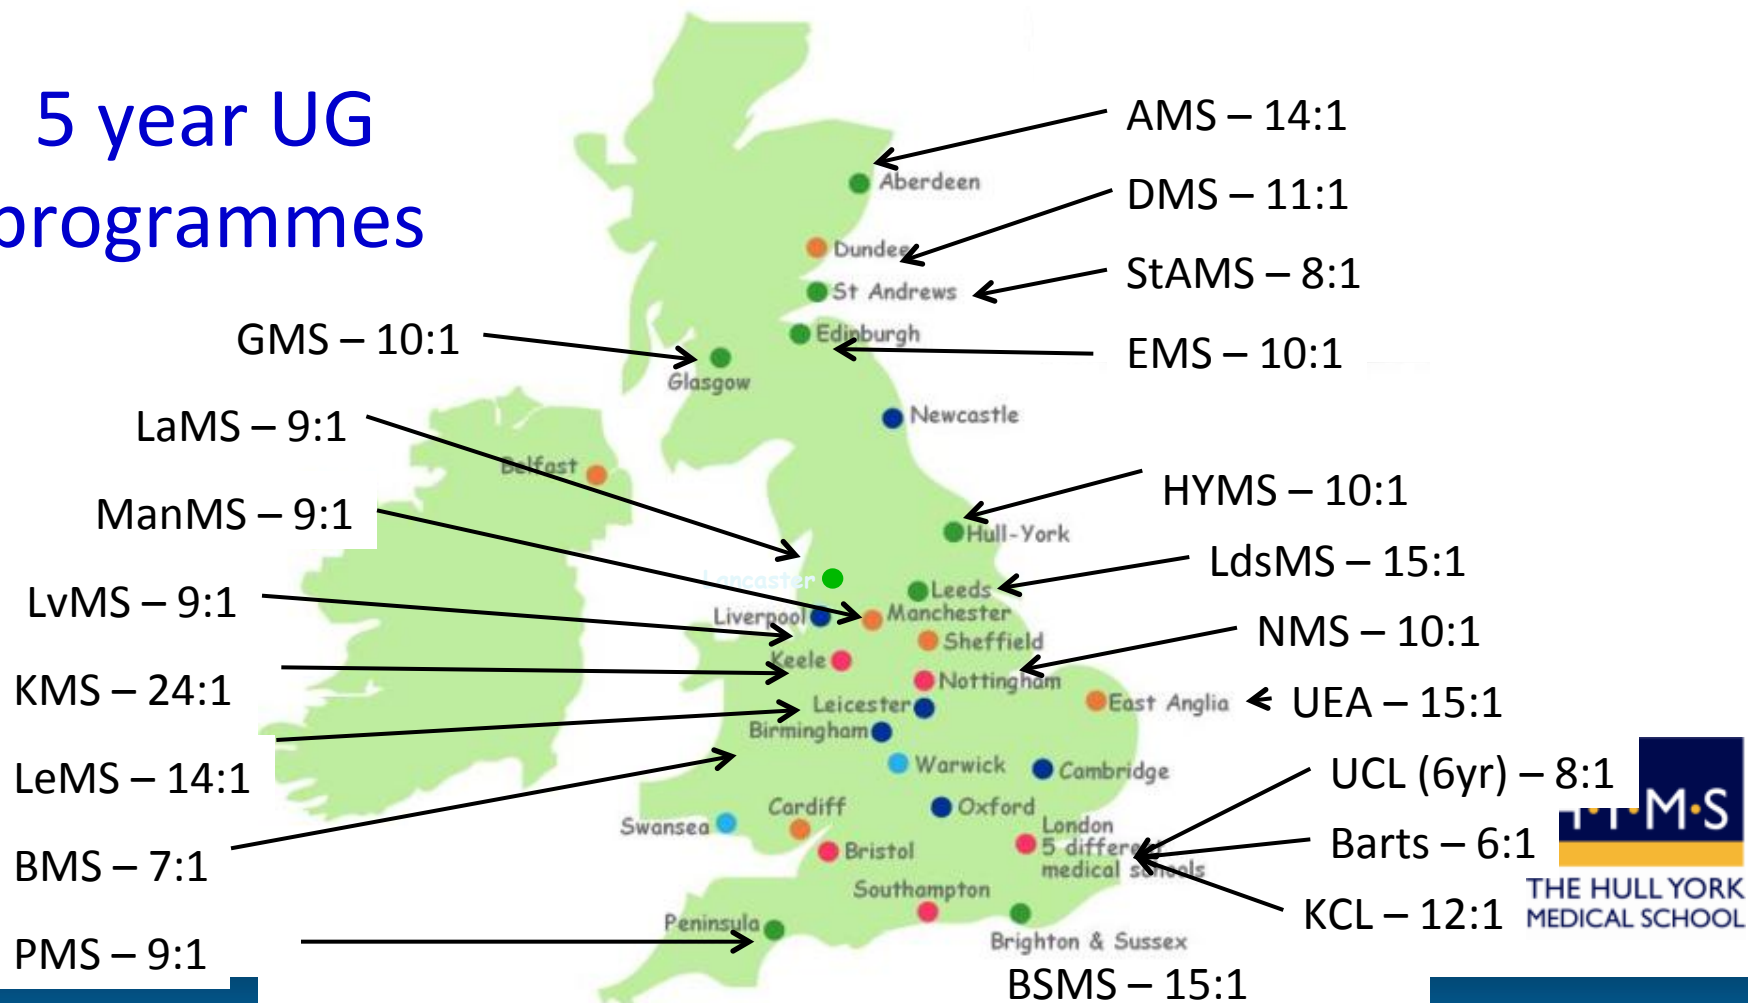 5 year UG
programmes
AMS – 14:1
Aberdeen
DMS – 11:1
Dundee
StAMS – 8:1
St Andrews
GMS – 10:1
Edinburgh
EMS – 10:1
Glasgow
LaMS – 9:1
Newcastle
Belfast
HYMS – 10:1
ManMS – 9:1
Hull-York
LdsMS – 15:1
Lancaster
Leeds
LvMS – 9:1
Liverpool
Manchester
Sheffield
NMS – 10:1
Keele
Nottingham
KMS – 24:1
Leicester
East Anglia
UEA – 15:1
Birmingham
LeMS – 14:1
Warwick
Cambridge
UCL (6yr) – 8:1
Cardiff
Oxford
Swansea
London
5 different
medical schools
Barts – 6:1
BMS – 7:1
Bristol
Southampton
KCL – 12:1
H·Y·M·S
THE HULL YORK
MEDICAL SCHOOL
Peninsula
PMS – 9:1
Brighton & Sussex
BSMS – 15:1